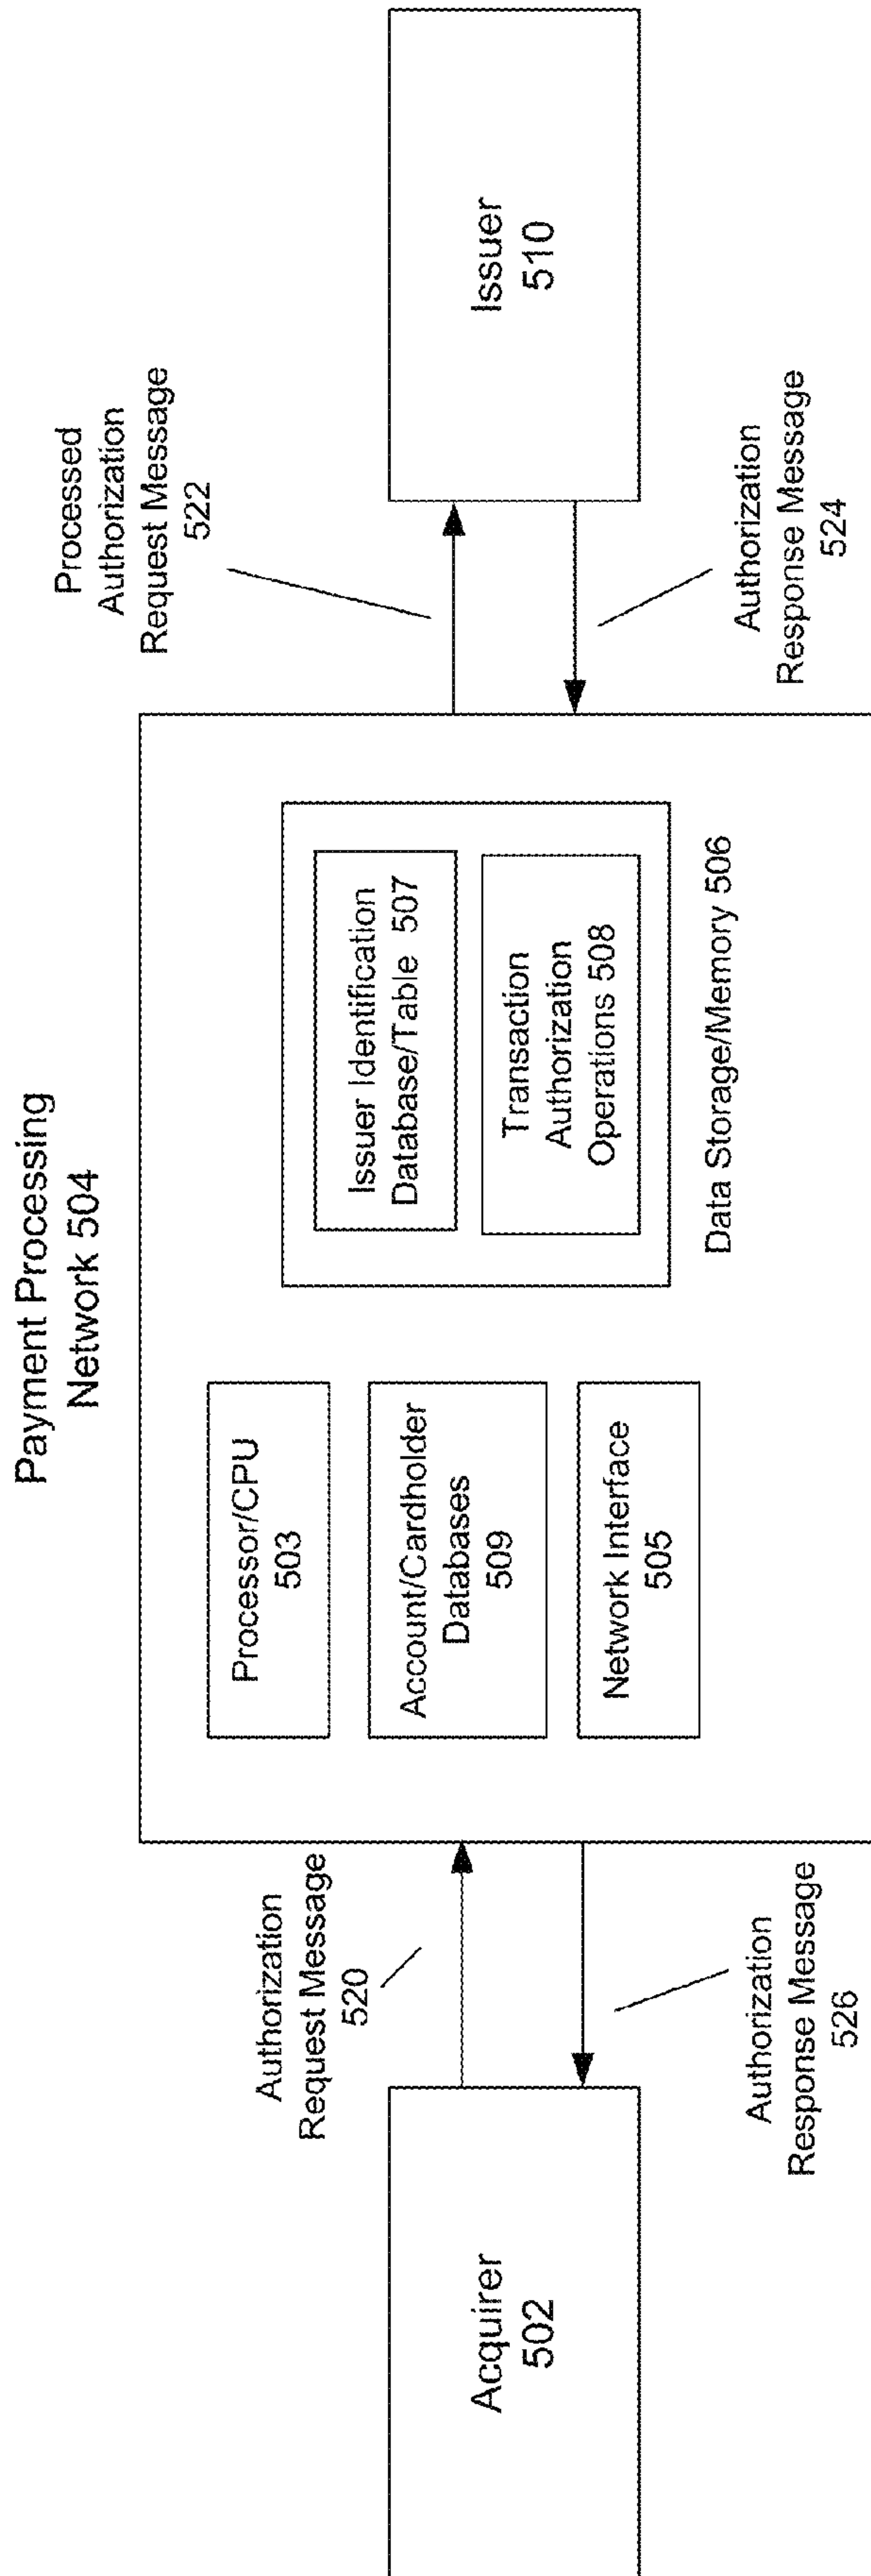 Payment Processing
Network 504
Acquirer
502
Authorization
Request Message
520
Authorization
Response Message
526
Processor/CPU
503
Account/Cardholder
Databases
509
Network Interface
505
Issuer Identification
Database/Table 507
Transaction
Authorization
Operations 508
Data Storage/Memory 506
Processed
Authorization
Request Message
522
Authorization
Response Message
524
Issuer
510